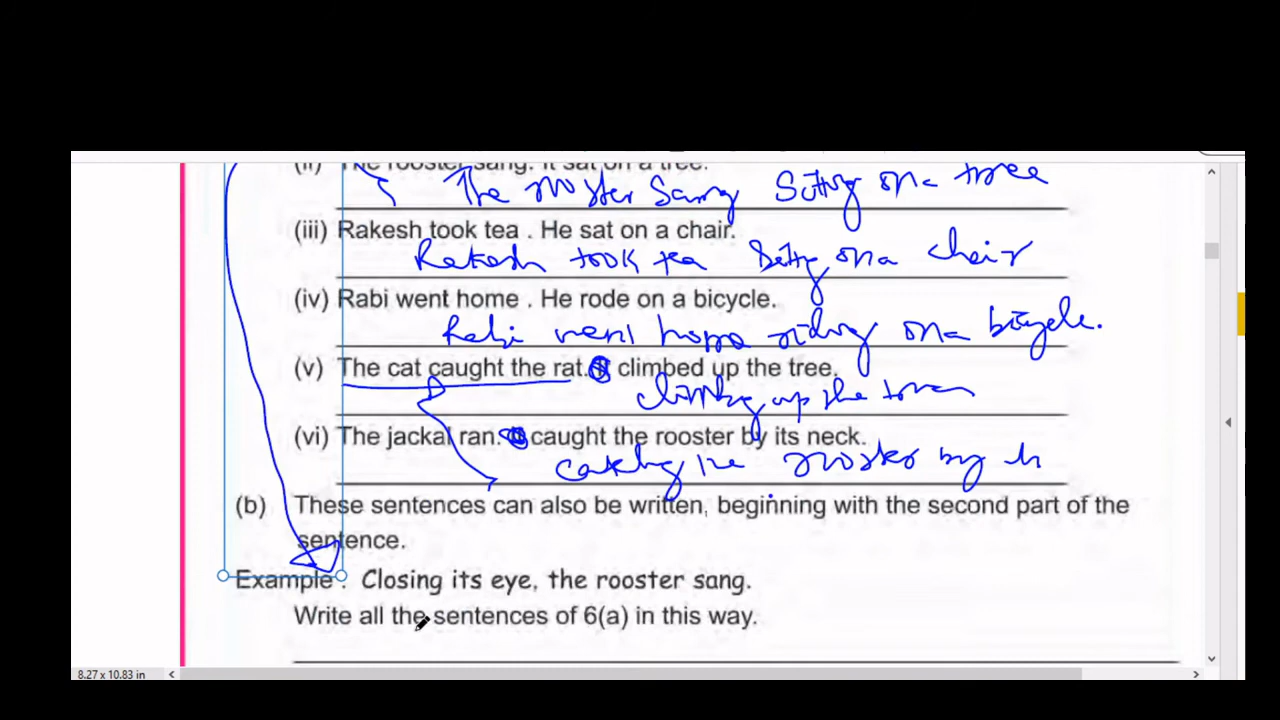 (ii) The rooster sang. It sat on a tree.
The rooster Sang Sitting on a tree
(iii) Rakesh took tea . He sat on a chair.
Rakesh took tea Sitting on a chair
(iv) Rabi went home . He rode on a bicycle.
Rabi went home riding on a bicycle.
(v) The cat caught the rat. climbed up the tree.
climbing up the
(vi) The jackal ran. caught the rooster by its neck.
catching the rooster by
(b) These sentences can also be written, beginning with the second part of the
sentence.
Example : Closing its eye, the rooster sang.
Write all the sentences of 6(a) in this way.
8.27 x 10.83 in